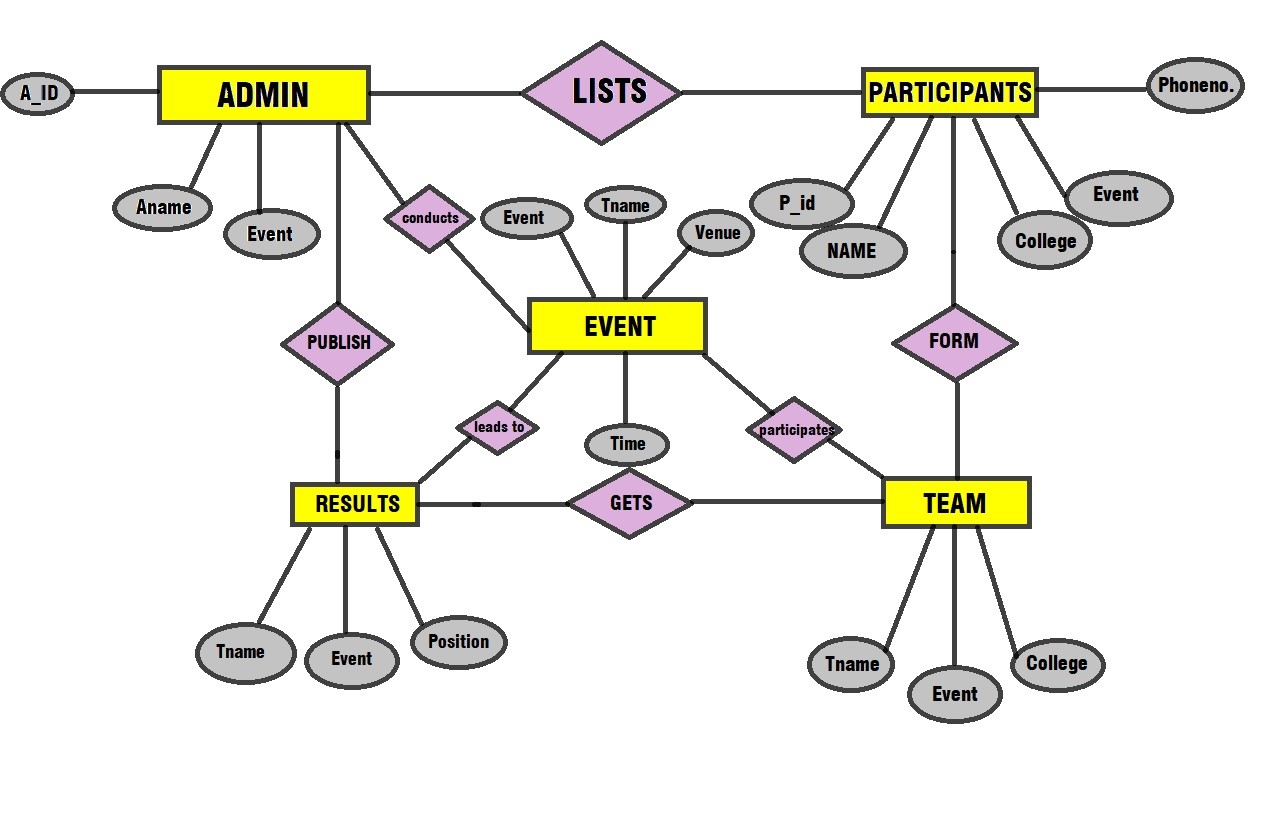 A_ID
ADMIN
LISTS
PARTICIPANTS
Phoneno.
Aname
Event
conducts
Event
Tname
Venue
P_id
NAME
College
Event
PUBLISH
EVENT
FORM
leads to
Time
participates
RESULTS
GETS
TEAM
Tname
Event
Position
Tname
Event
College